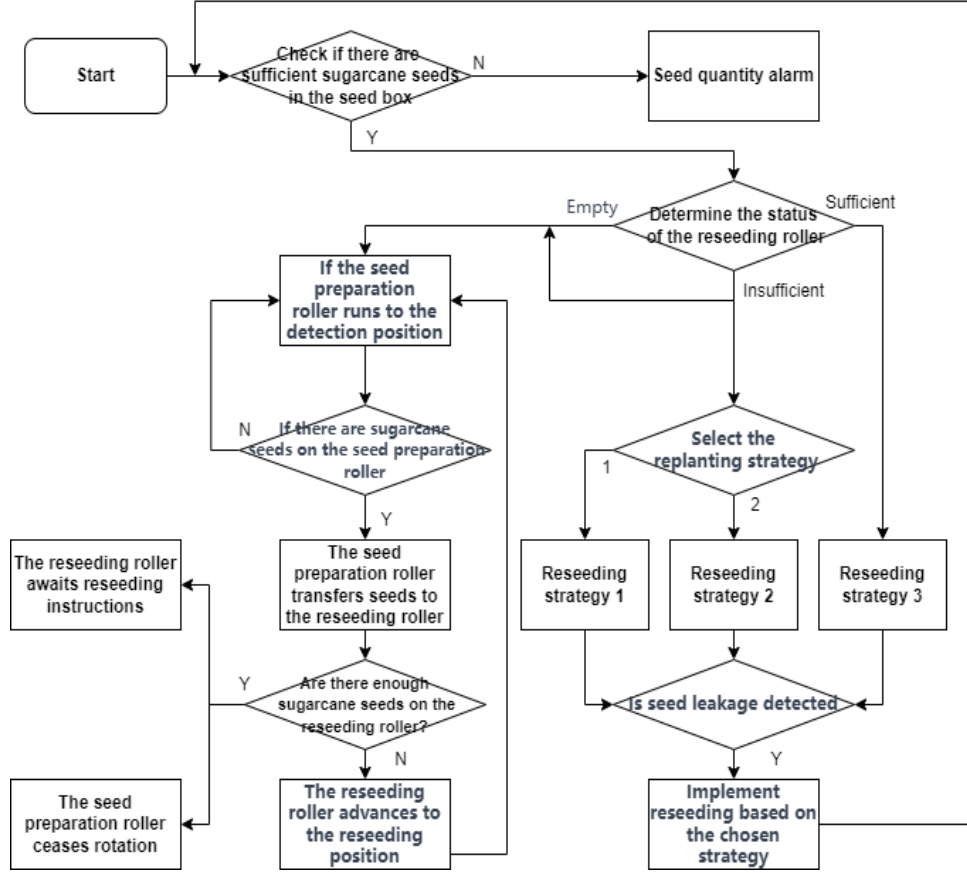 Start
Check if there are
sufficient sugarcane seeds
in the seed box
N
Seed quantity alarm
Y
Empty
Determine the status
of the reseeding roller
Sufficient
If the seed
preparation
roller runs to the
detection position
Insufficient
N
If there are sugarcane
seeds on the seed preparation
roller
Select the
replanting strategy
1
2
Y
The reseeding roller
awaits reseeding
instructions
The seed
preparation roller
transfers seeds to
the reseeding roller
Reseeding
strategy 1
Reseeding
strategy 2
Reseeding
strategy 3
Y
Are there enough
sugarcane seeds on the
reseeding roller?
Is seed leakage detected
N
Y
The seed
preparation roller
ceases rotation
The reseeding
roller advances to
the reseeding
position
Implement
reseeding based on
the chosen
strategy